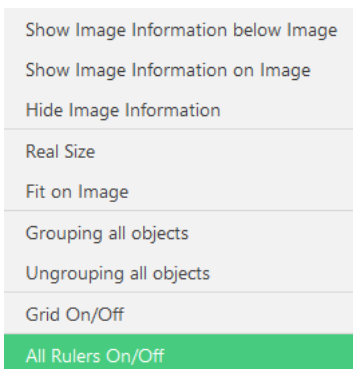 Show Image Information below Image
Show Image Information on Image
Hide Image Information
Real Size
Fit on Image
Grouping all objects
Ungrouping all objects
Grid On/Off
All Rulers On/Off